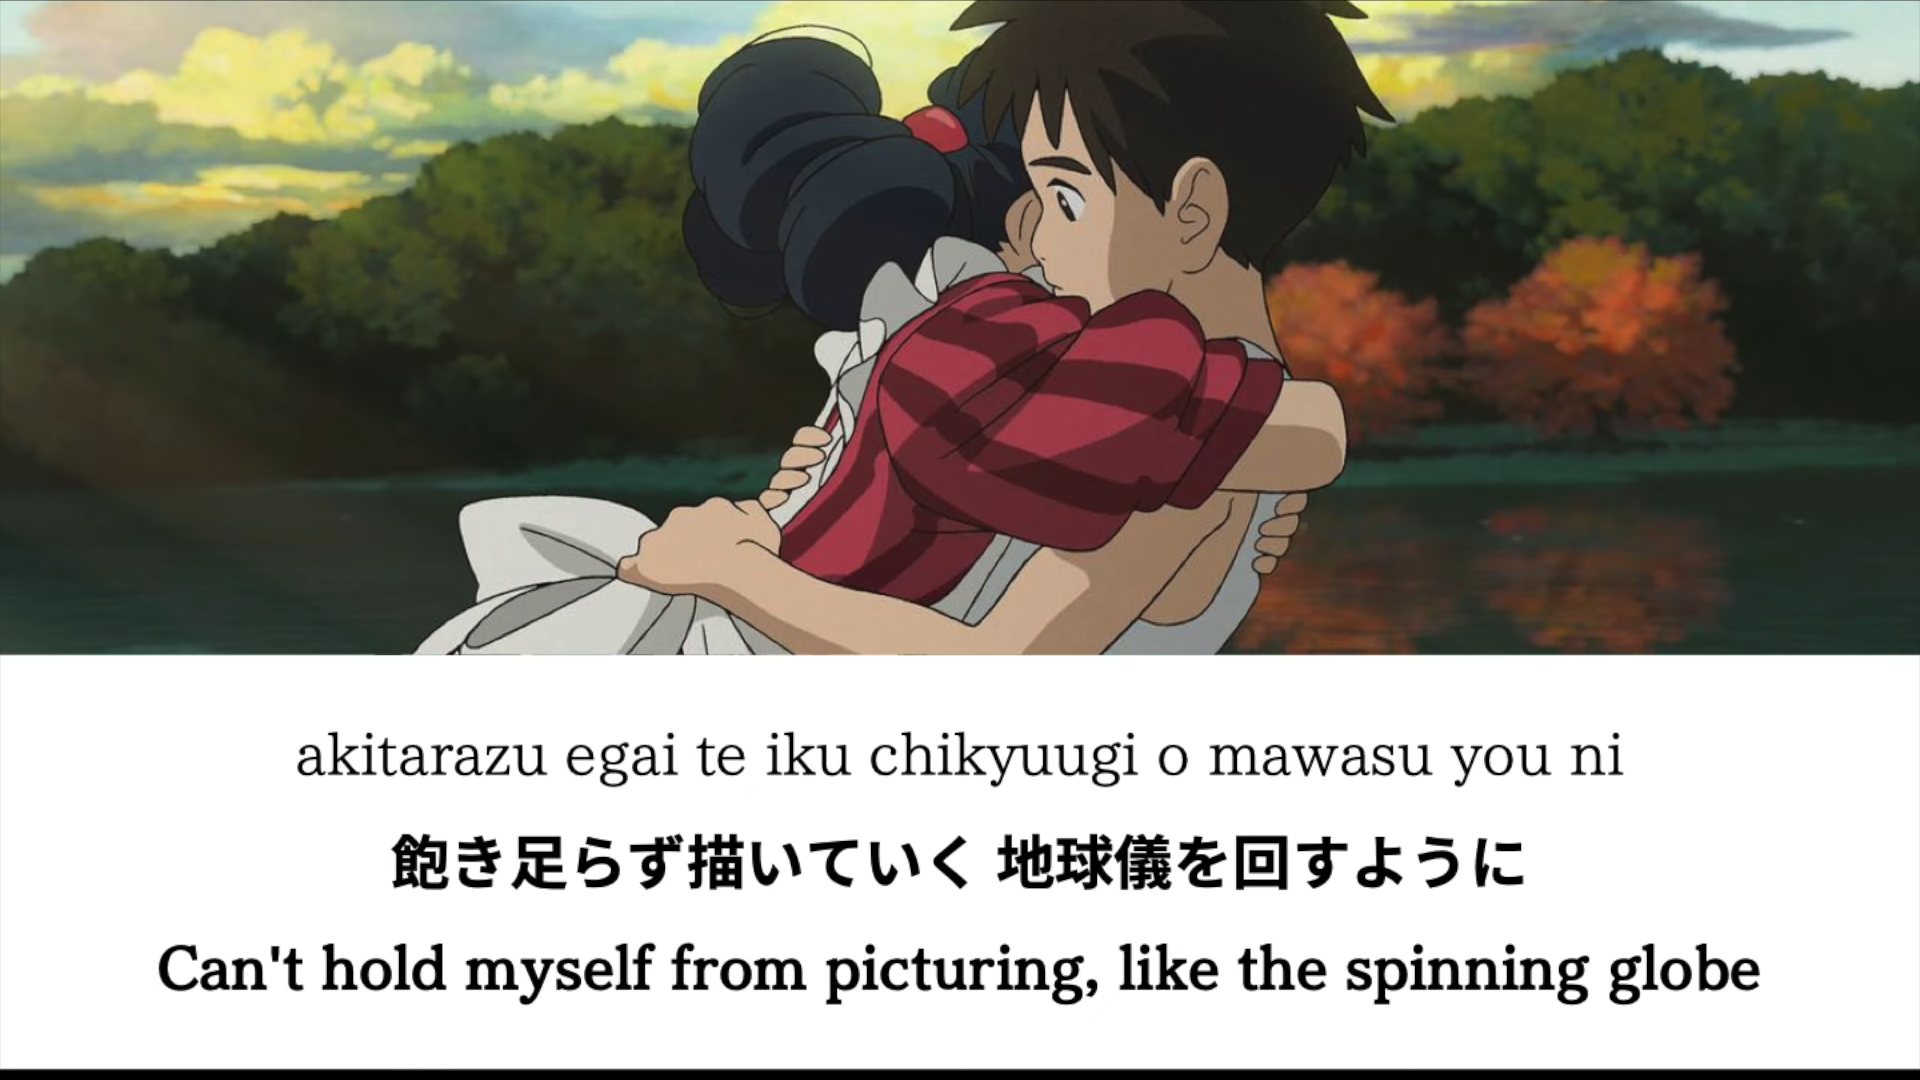 akitarazu egai te iku chikyuugi o mawasu you ni
飽き足らず描いていく 地球儀を回すように
Can't hold myself from picturing, like the spinning globe